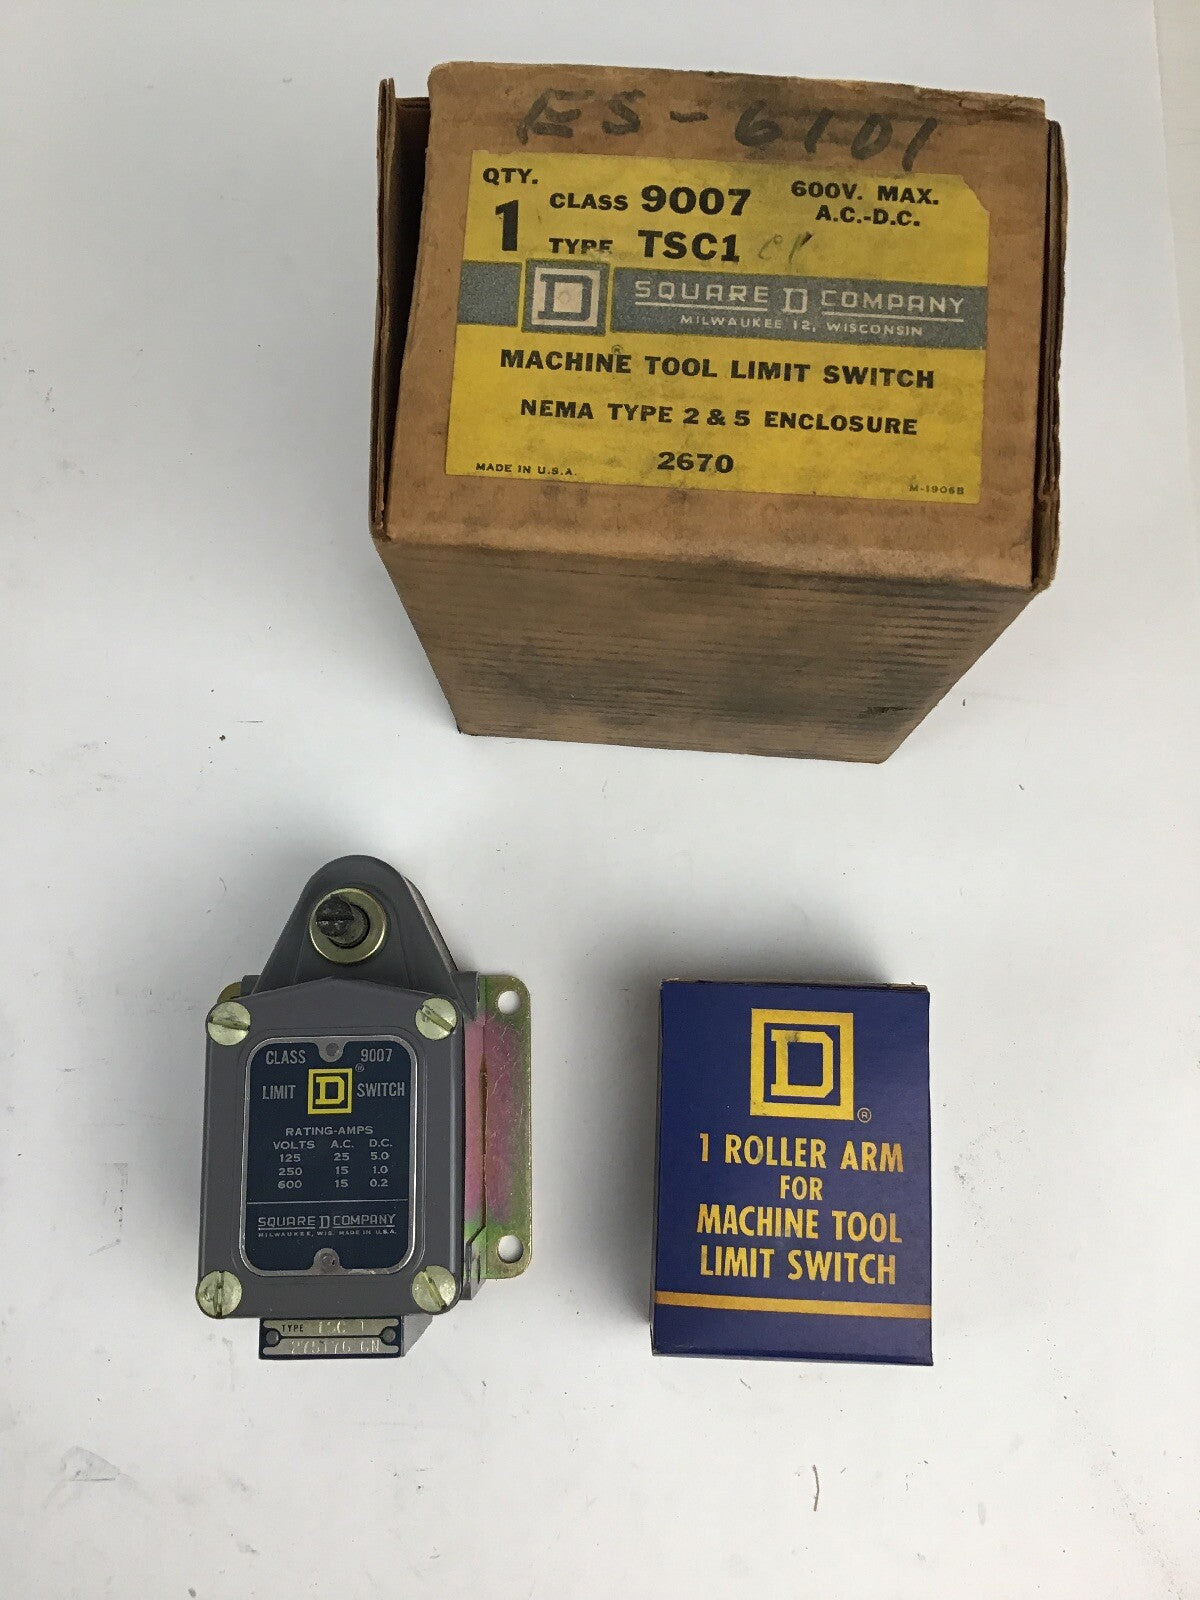 ES-6101
QTY.
1
CLASS 9007
TYPE TSC1
600V. MAX.
A.C.-D.C.
D
SQUARE D COMPANY
MILWAUKEE 12, WISCONSIN
®
MACHINE TOOL LIMIT SWITCH
NEMA TYPE 2 & 5 ENCLOSURE
MADE IN U.S.A.
2670
M-1906B
CLASS 9007
LIMIT D® SWITCH
RATING-AMPS
VOLTS A.C. D.C.
125 25 5.0
250 15 1.0
600 15 0.2
SQUARE D COMPANY
MILWAUKEE, WIS. MADE IN U.S.A.
TYPE TSC 1
D®
1 ROLLER ARM
FOR
MACHINE TOOL
LIMIT SWITCH